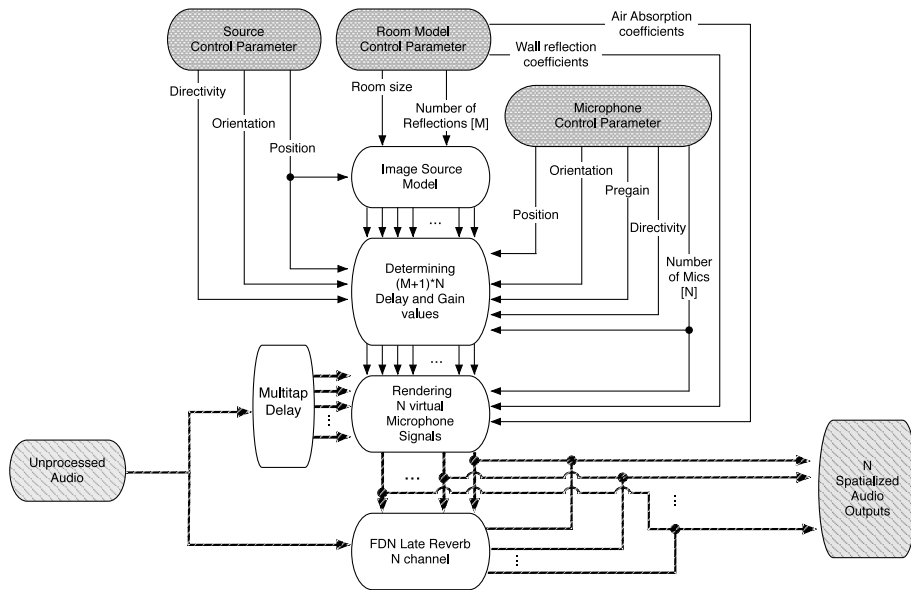 Source
Control Parameter
Room Model
Control Parameter
Air Absorption
coefficients
Wall reflection
coefficients
Directivity
Orientation
Position
Room size
Number of
Reflections [M]
Microphone
Control Parameter
Image Source
Model
Position
Orientation
Pregain
Directivity
Number
of Mics
[N]
...
Determining
(M+1)*N
Delay and Gain
values
...
Multitap
Delay
...
Rendering
N virtual
Microphone
Signals
Unprocessed
Audio
...
...
N
Spatialized
Audio
Outputs
FDN Late Reverb
N channel
...